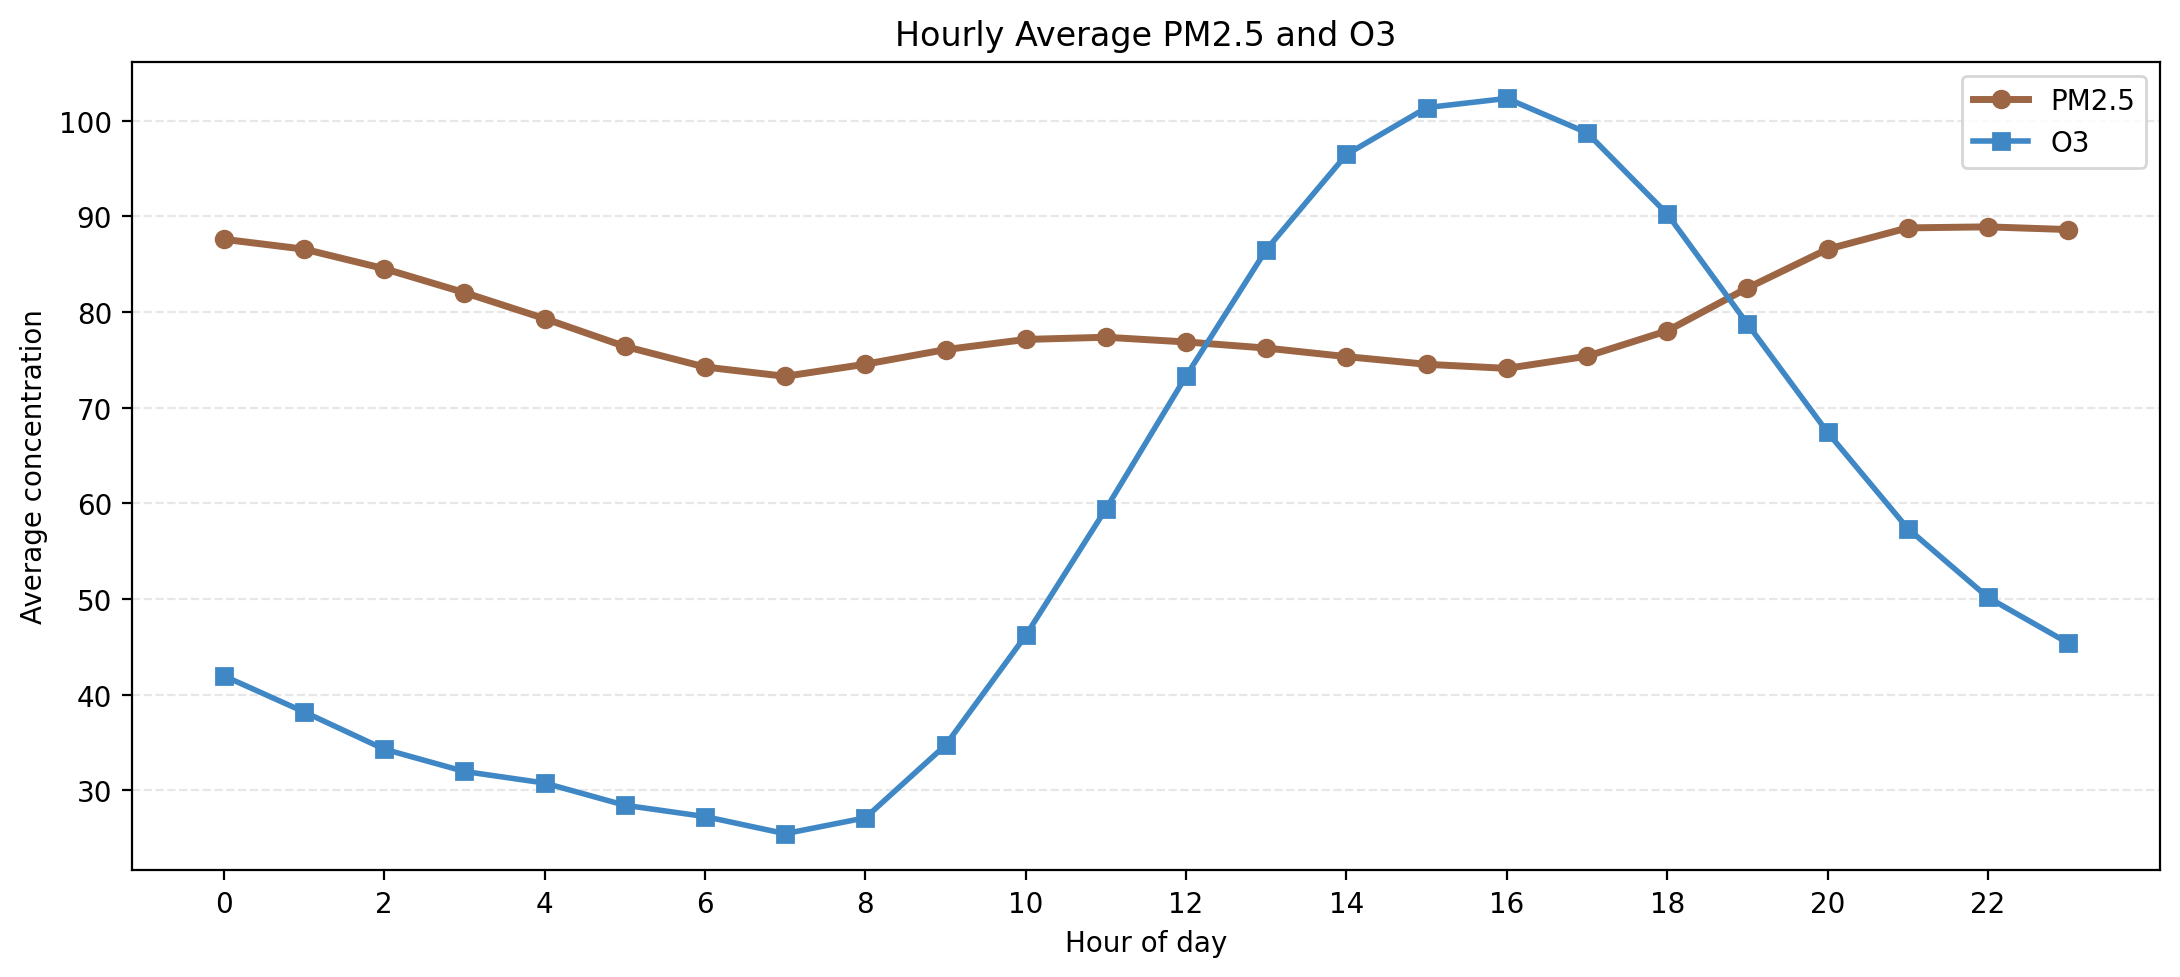 Hourly Average PM2.5 and O3
PM2.5
O3
Average concentration
100
90
80
70
60
50
40
30
0 2 4 6 8 10 12 14 16 18 20 22
Hour of day